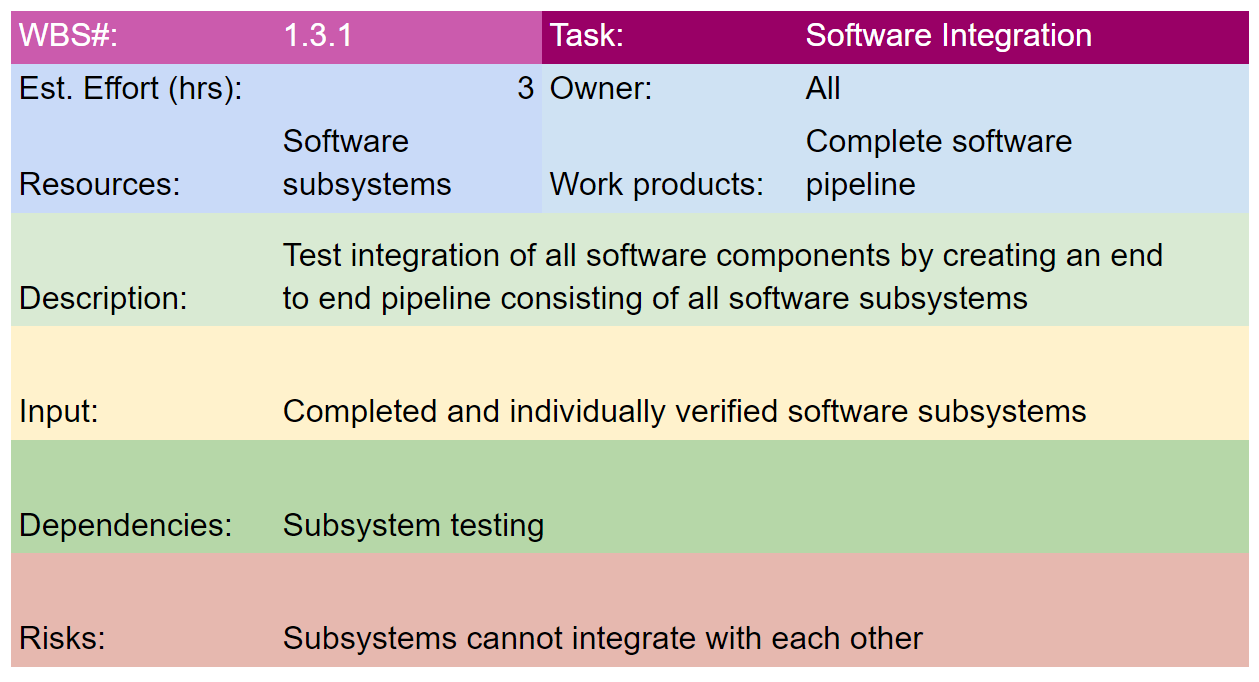 WBS#: 1.3.1 Task: Software Integration
Est. Effort (hrs): 3 Owner: All
Resources: Software subsystems Work products: Complete software pipeline
Description: Test integration of all software components by creating an end
to end pipeline consisting of all software subsystems
Input: Completed and individually verified software subsystems
Dependencies: Subsystem testing
Risks: Subsystems cannot integrate with each other